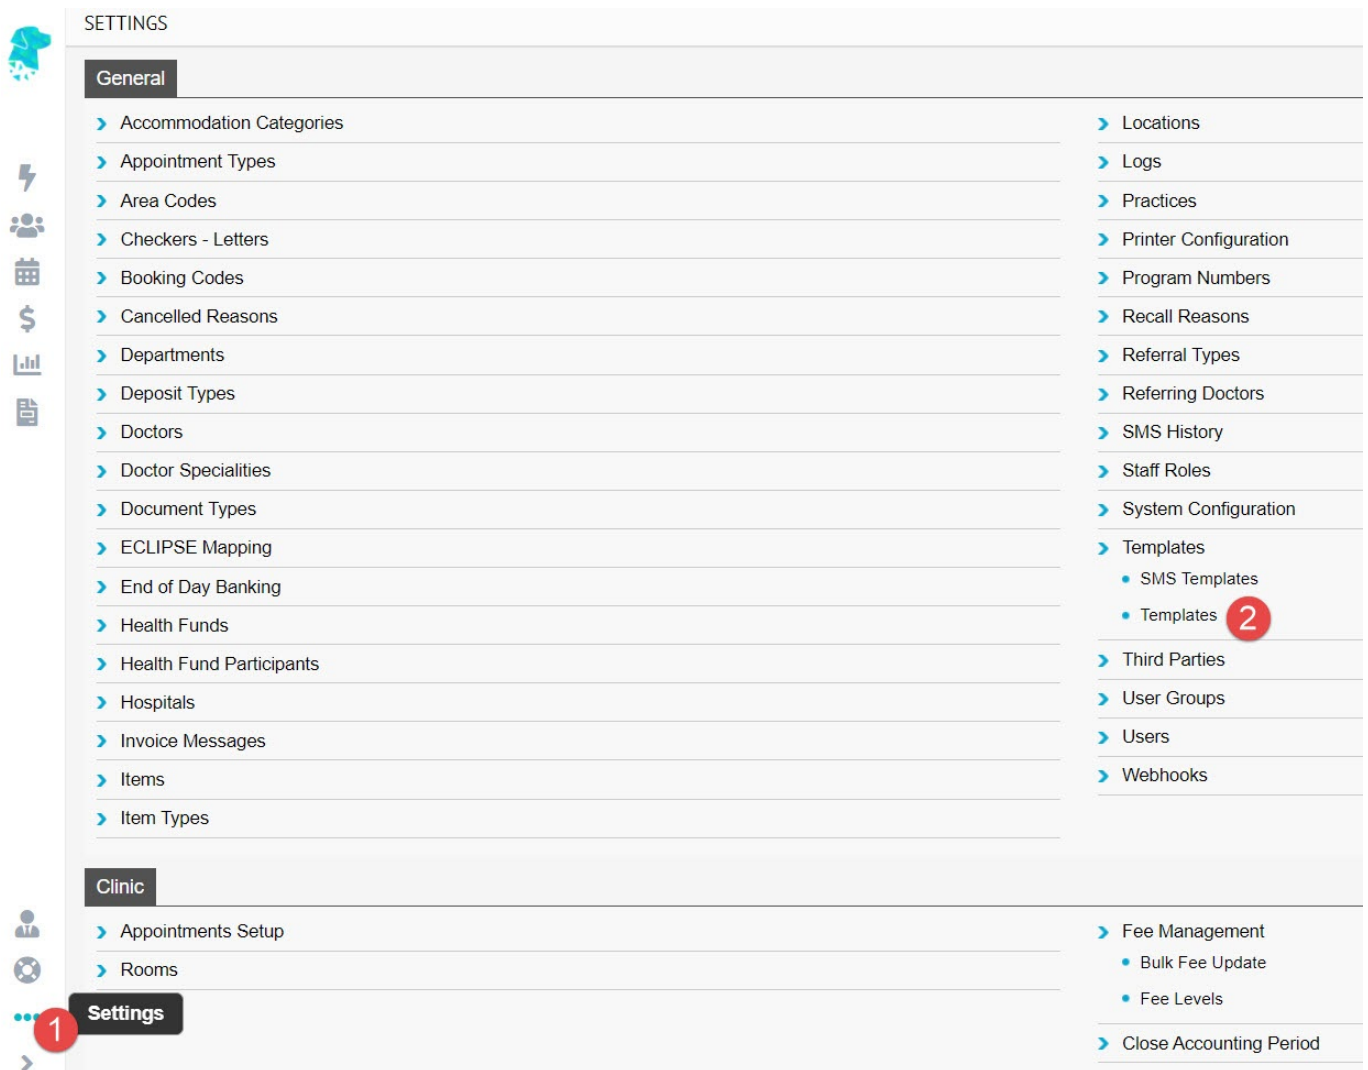 SETTINGS
General
Accommodation Categories
Appointment Types
Area Codes
Checkers - Letters
Booking Codes
Cancelled Reasons
Departments
Deposit Types
Doctors
Doctor Specialities
Document Types
ECLIPSE Mapping
End of Day Banking
Health Funds
Health Fund Participants
Hospitals
Invoice Messages
Items
Item Types
Locations
Logs
Practices
Printer Configuration
Program Numbers
Recall Reasons
Referral Types
Referring Doctors
SMS History
Staff Roles
System Configuration
Templates
SMS Templates
Templates 2
Third Parties
User Groups
Users
Webhooks
Clinic
Appointments Setup
Rooms
Fee Management
Bulk Fee Update
Fee Levels
Close Accounting Period
1 Settings